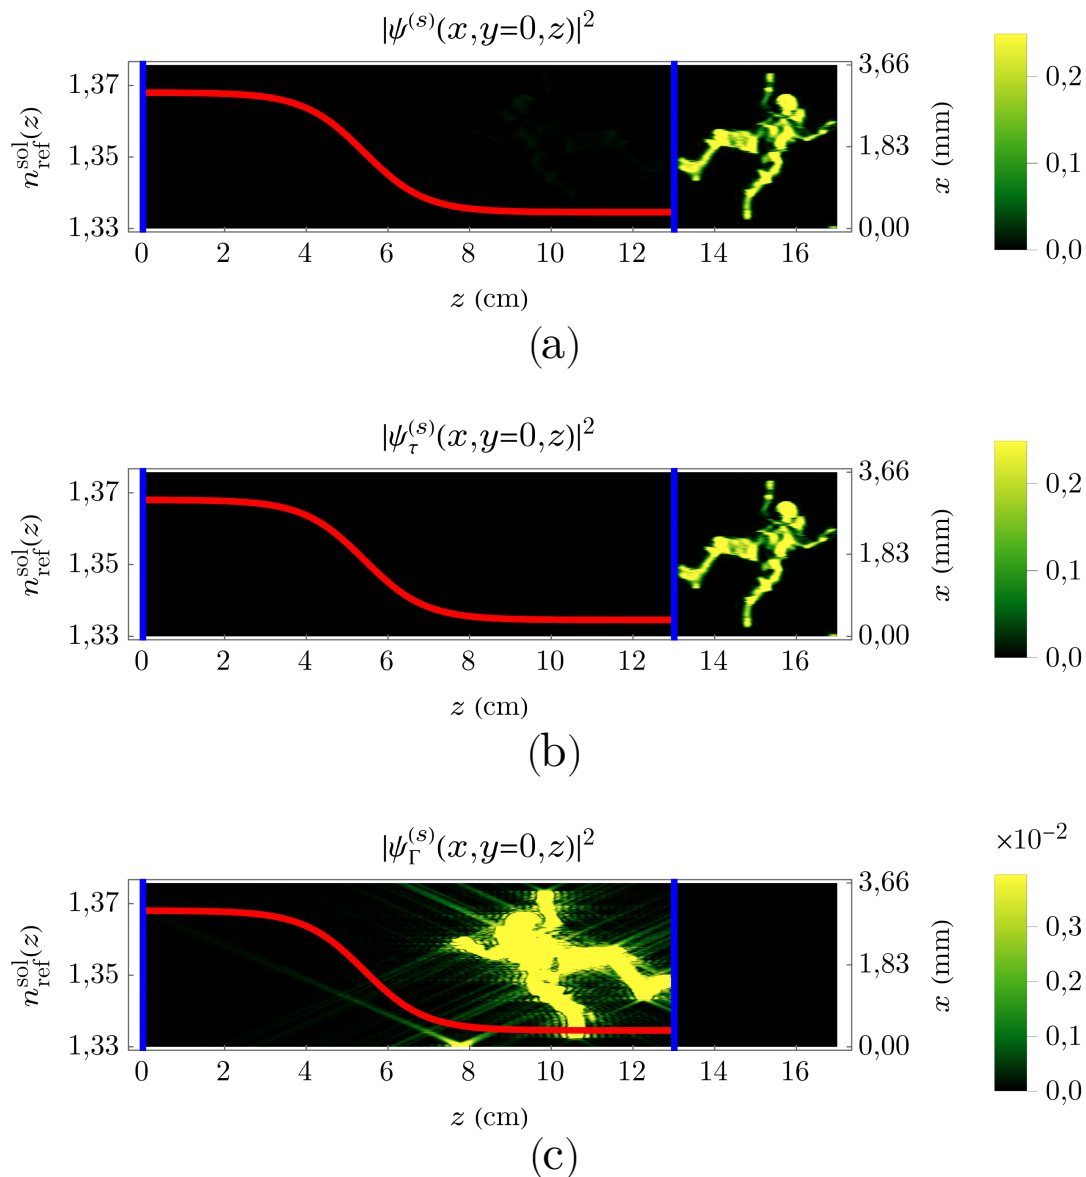 |ψ^(s)(x,y=0,z)|²
n_ref^sol(z)
1,37
1,35
1,33
3,66
1,83
0,00
x (mm)
0 2 4 6 8 10 12 14 16
z (cm)
0,2
0,1
0,0
(a)
|ψ_τ^(s)(x,y=0,z)|²
n_ref^sol(z)
1,37
1,35
1,33
3,66
1,83
0,00
x (mm)
0 2 4 6 8 10 12 14 16
z (cm)
0,2
0,1
0,0
(b)
|ψ_Γ^(s)(x,y=0,z)|²
n_ref^sol(z)
1,37
1,35
1,33
3,66
1,83
0,00
x (mm)
0 2 4 6 8 10 12 14 16
z (cm)
×10⁻²
0,3
0,2
0,1
0,0
(c)